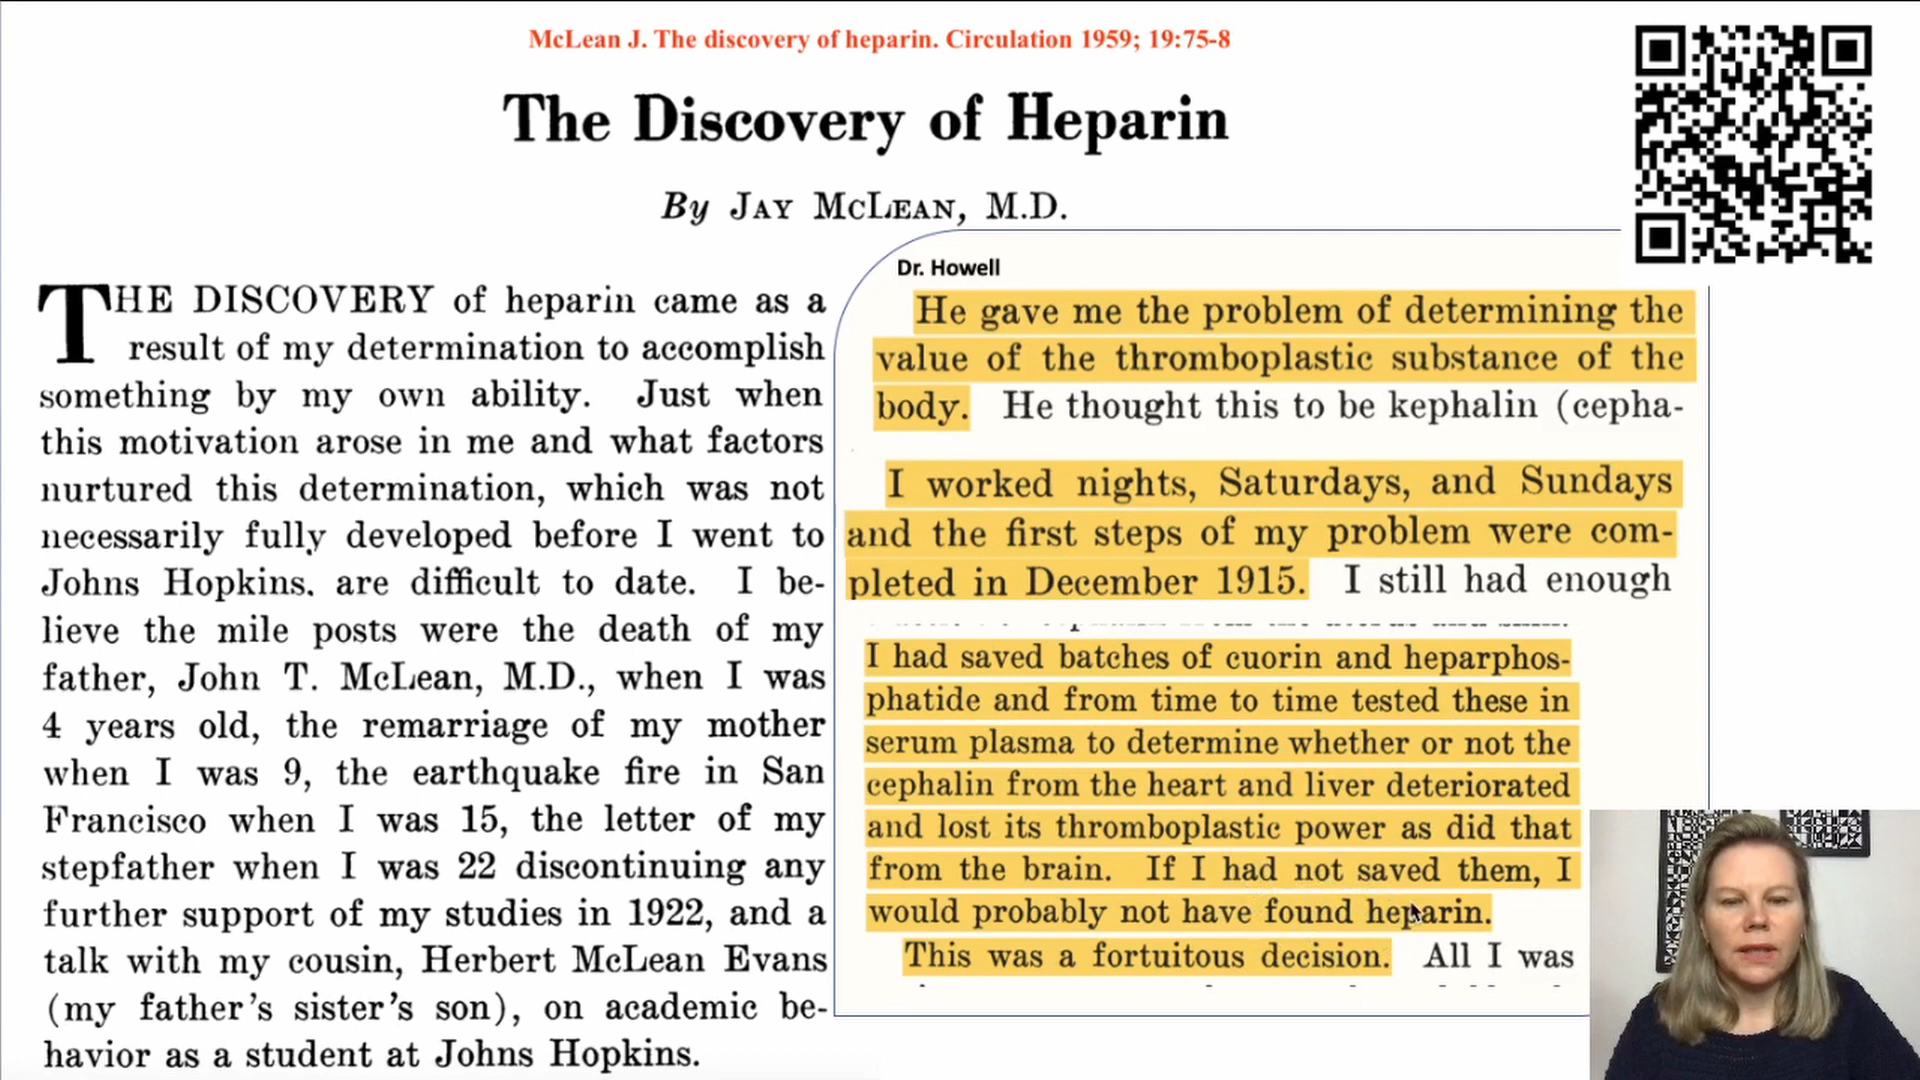 McLean J. The discovery of heparin. Circulation 1959; 19:75-8
The Discovery of Heparin
By JAY MCLEAN, M.D.
THE DISCOVERY of heparin came as a
result of my determination to accomplish
something by my own ability. Just when
this motivation arose in me and what factors
nurtured this determination, which was not
necessarily fully developed before I went to
Johns Hopkins. are difficult to date. I be-
lieve the mile posts were the death of my
father, John T. McLean, M.D., when I was
4 years old, the remarriage of my mother
when I was 9, the earthquake fire in San
Francisco when I was 15, the letter of my
stepfather when I was 22 discontinuing any
further support of my studies in 1922, and a
talk with my cousin, Herbert McLean Evans
(my father's sister's son), on academic be-
havior as a student at Johns Hopkins.
Dr. Howell
He gave me the problem of determining the
value of the thromboplastic substance of the
body. He thought this to be kephalin (cepha-
I worked nights, Saturdays, and Sundays
and the first steps of my problem were com-
pleted in December 1915. I still had enough
I had saved batches of cuorin and heparphos-
phatide and from time to time tested these in
serum plasma to determine whether or not the
cephalin from the heart and liver deteriorated
and lost its thromboplastic power as did that
from the brain. If I had not saved them, I
would probably not have found heparin.
This was a fortuitous decision. All I was